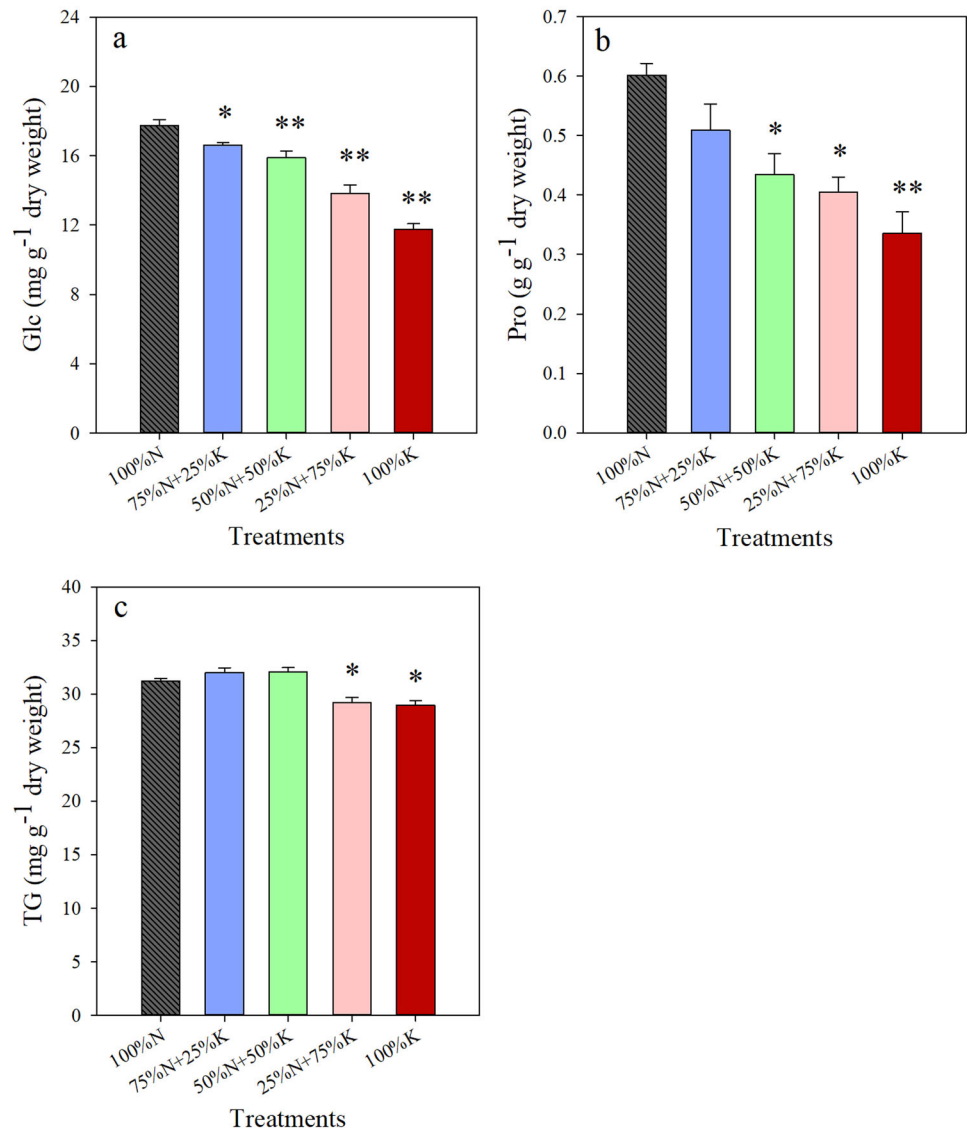 a
24
20
16
12
8
4
0
Glc (mg g⁻¹ dry weight)
*
**
**
**
100%N
75%N+25%K
50%N+50%K
25%N+75%K
100%K
Treatments
b
0.7
0.6
0.5
0.4
0.3
0.2
0.1
0.0
Pro (g g⁻¹ dry weight)
*
*
**
100%N
75%N+25%K
50%N+50%K
25%N+75%K
100%K
Treatments
c
40
35
30
25
20
15
10
5
0
TG (mg g⁻¹ dry weight)
*
*
100%N
75%N+25%K
50%N+50%K
25%N+75%K
100%K
Treatments